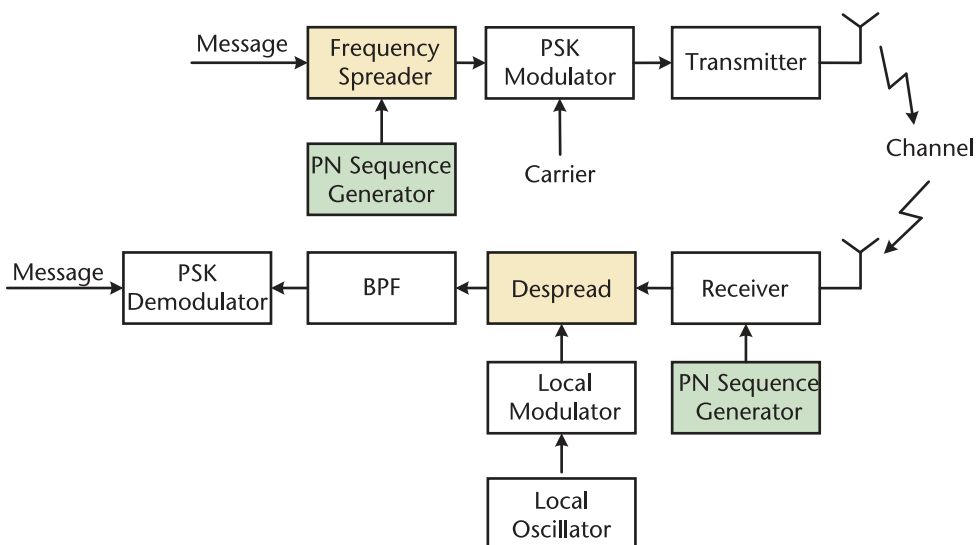 Message
Frequency
Spreader
PSK
Modulator
Transmitter
PN Sequence
Generator
Carrier
Channel
Message
PSK
Demodulator
BPF
Despread
Receiver
Local
Modulator
PN Sequence
Generator
Local
Oscillator